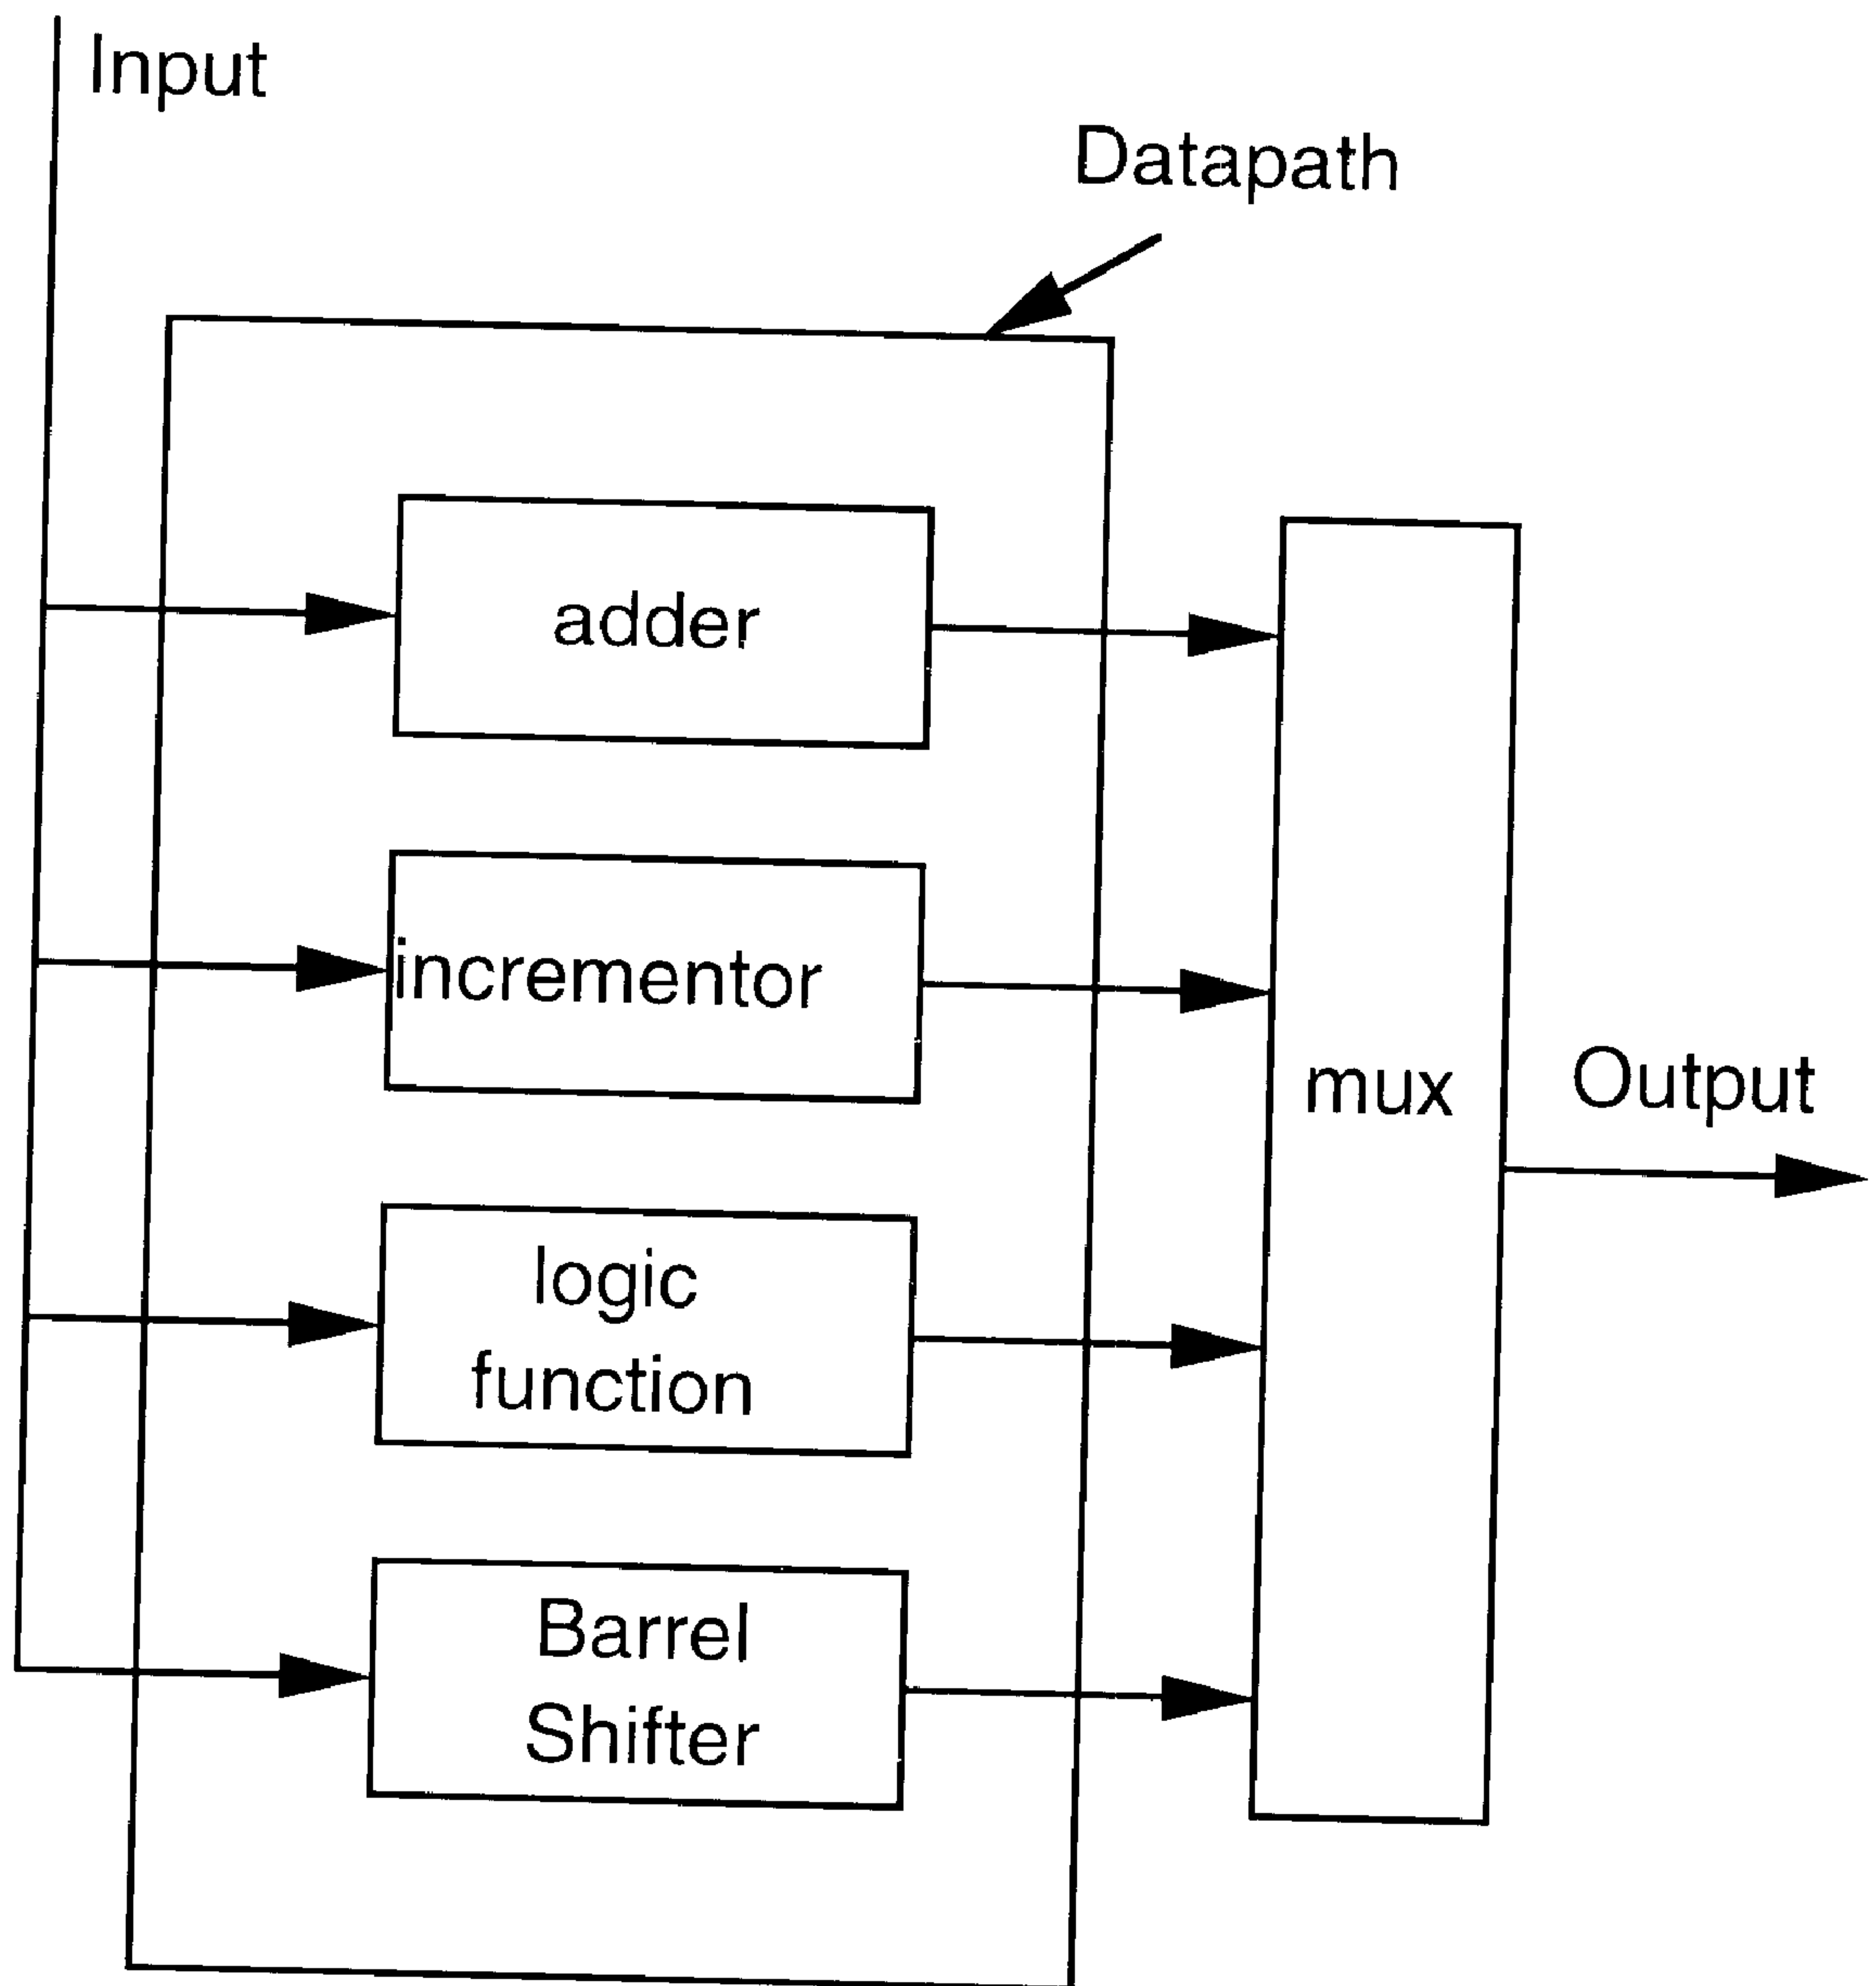 Input
Datapath
adder
incrementor
mux
Output
logic
function
Barrel
Shifter